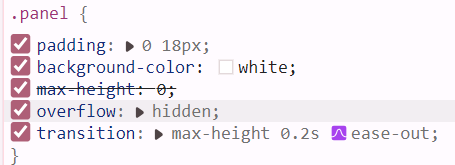 .panel {
padding: 0 18px;
background-color: white;
max-height: 0;
overflow: hidden;
transition: max-height 0.2s ease-out;
}